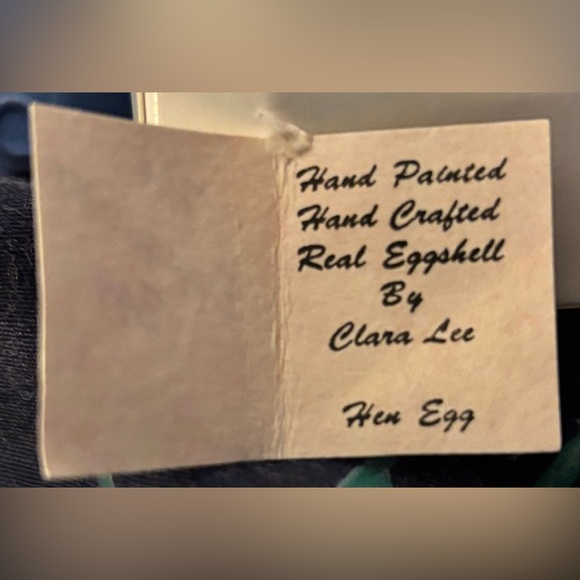 Hand Painted
Hand Crafted
Real Eggshell
By
Clara Lee
Hen Egg